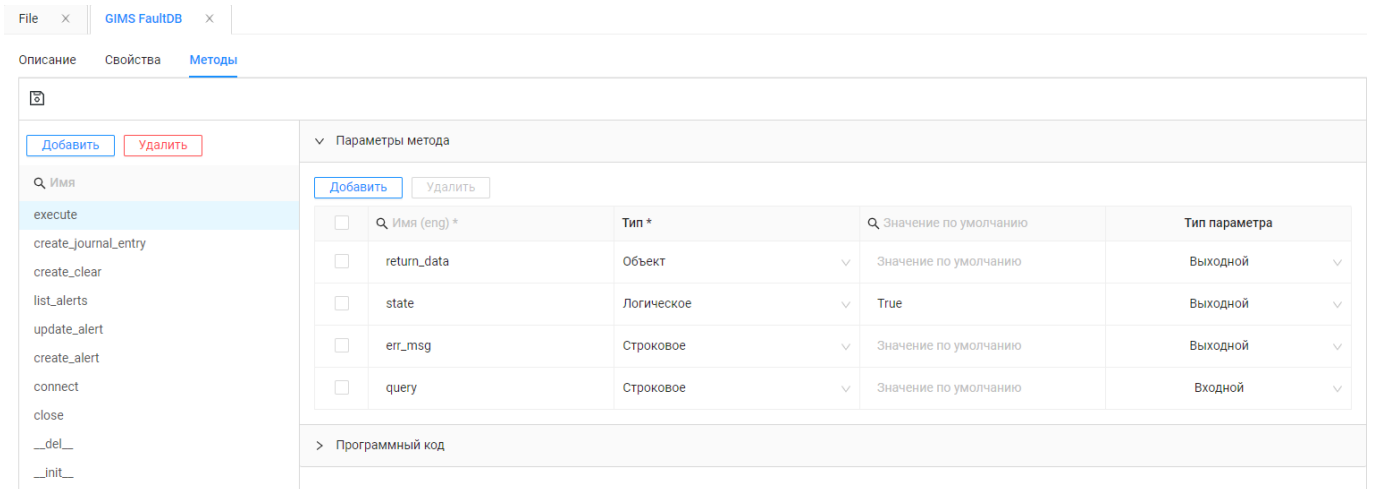 File
GIMS FaultDB
Описание Свойства Методы
Добавить Удалить
Имя
execute
create_journal_entry
create_clear
list_alerts
update_alert
create_alert
connect
close
__del__
__init__
Параметры метода
Добавить Удалить
Имя (eng) * Тип * Значение по умолчанию Тип параметра
return_data Объект Значение по умолчанию Выходной
state Логическое True Выходной
err_msg Строковое Значение по умолчанию Выходной
query Строковое Значение по умолчанию Входной
Программный код